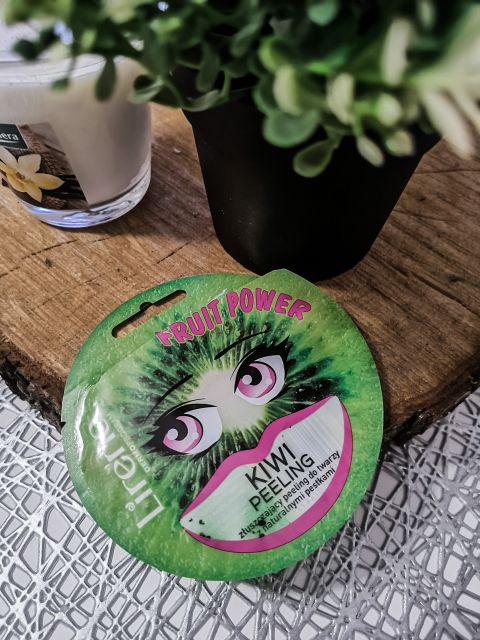 FRUIT POWER
Lirene
KIWI
PEELING
złuszczający peeling do twarzy
z naturalnymi pestkami